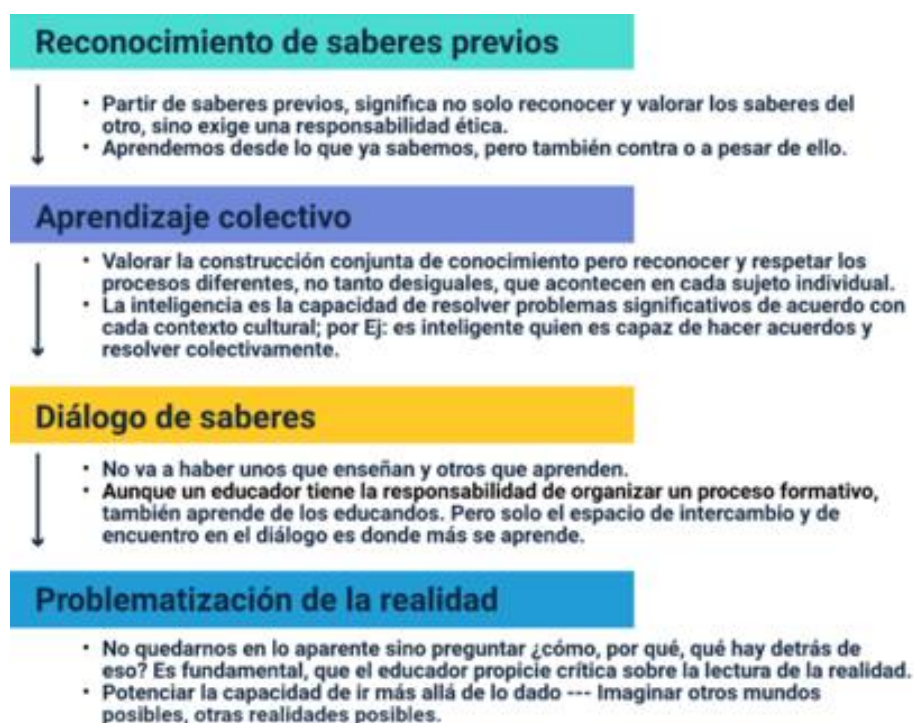 Reconocimiento de saberes previos
• Partir de saberes previos, significa no solo reconocer y valorar los saberes del
otro, sino exige una responsabilidad ética.
• Aprendemos desde lo que ya sabemos, pero también contra o a pesar de ello.
Aprendizaje colectivo
• Valorar la construcción conjunta de conocimiento pero reconocer y respetar los
procesos diferentes, no tanto desiguales, que acontecen en cada sujeto individual.
• La inteligencia es la capacidad de resolver problemas significativos de acuerdo con
cada contexto cultural; por Ej: es inteligente quien es capaz de hacer acuerdos y
resolver colectivamente.
Diálogo de saberes
• No va a haber unos que enseñan y otros que aprenden.
• Aunque un educador tiene la responsabilidad de organizar un proceso formativo,
también aprende de los educandos. Pero solo el espacio de intercambio y de
encuentro en el diálogo es donde más se aprende.
Problematización de la realidad
• No quedarnos en lo aparente sino preguntar ¿cómo, por qué, qué hay detrás de
eso? Es fundamental, que el educador propicie crítica sobre la lectura de la realidad.
• Potenciar la capacidad de ir más allá de lo dado --- Imaginar otros mundos
posibles, otras realidades posibles.